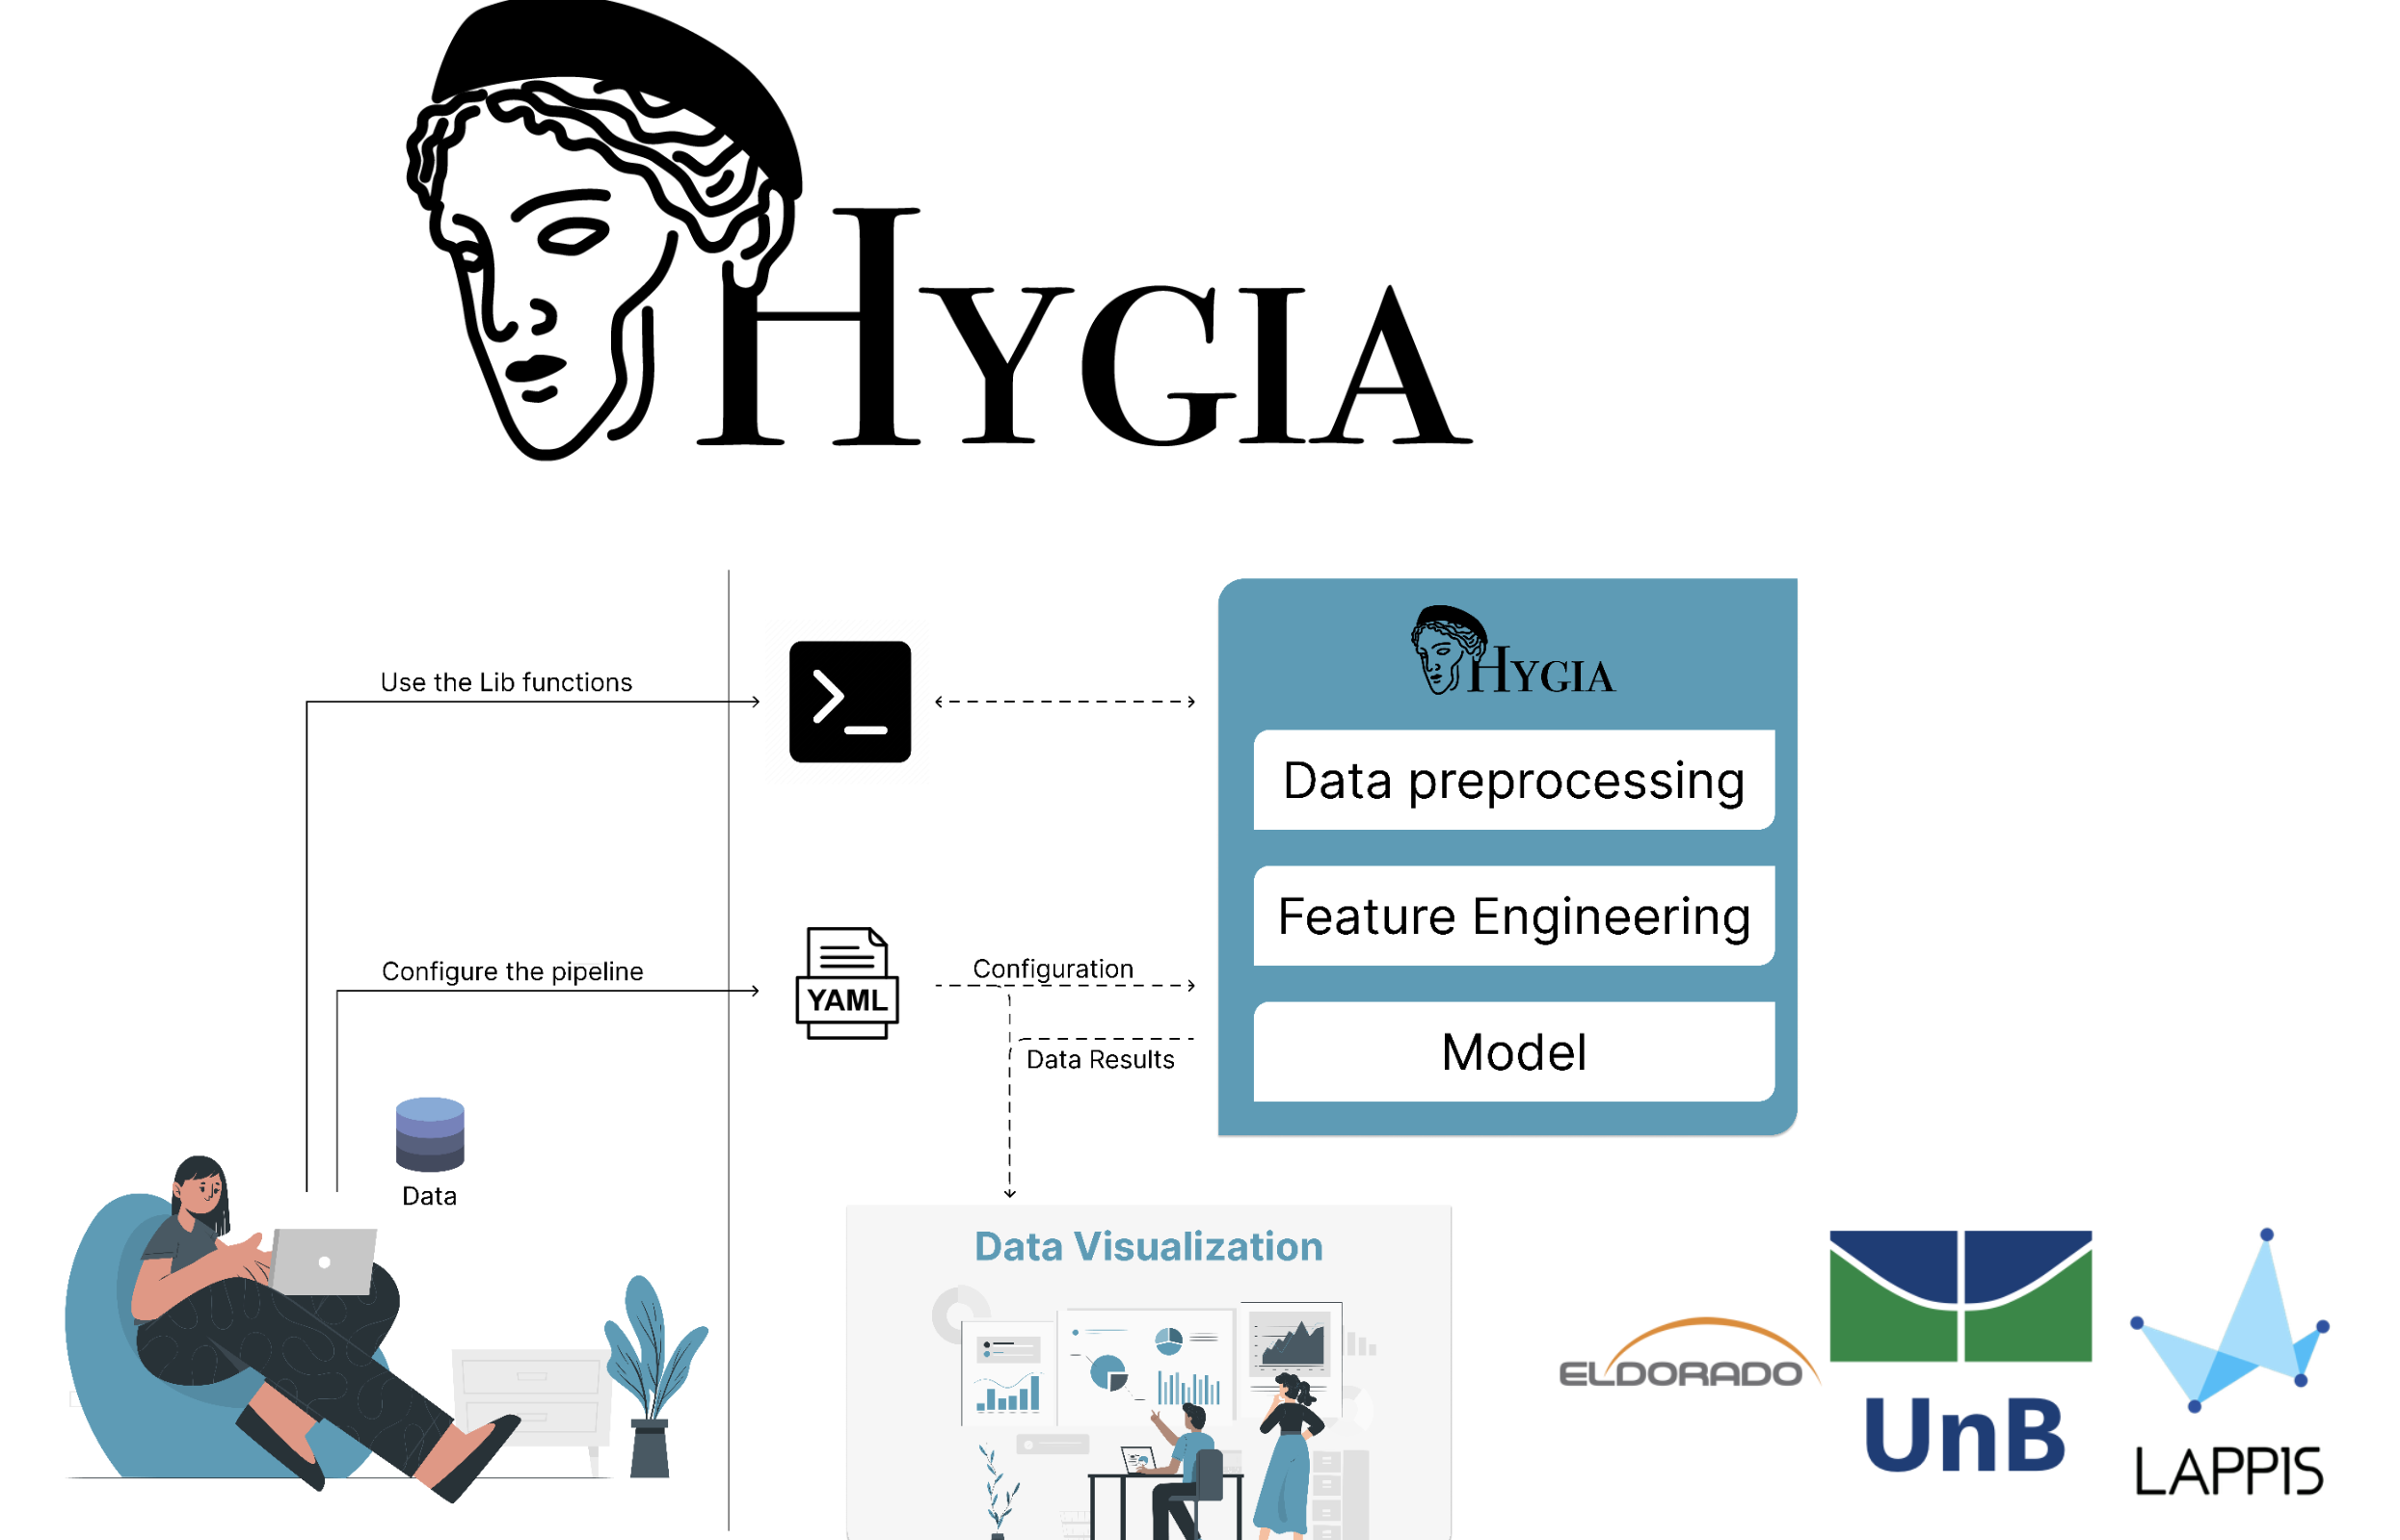 HYGIA
Use the Lib functions
>_
HYGIA
Data preprocessing
Feature Engineering
Model
Configure the pipeline
YAML
Configuration
Data Results
Data
Data Visualization
ELDORADO
UnB
LAPPIS